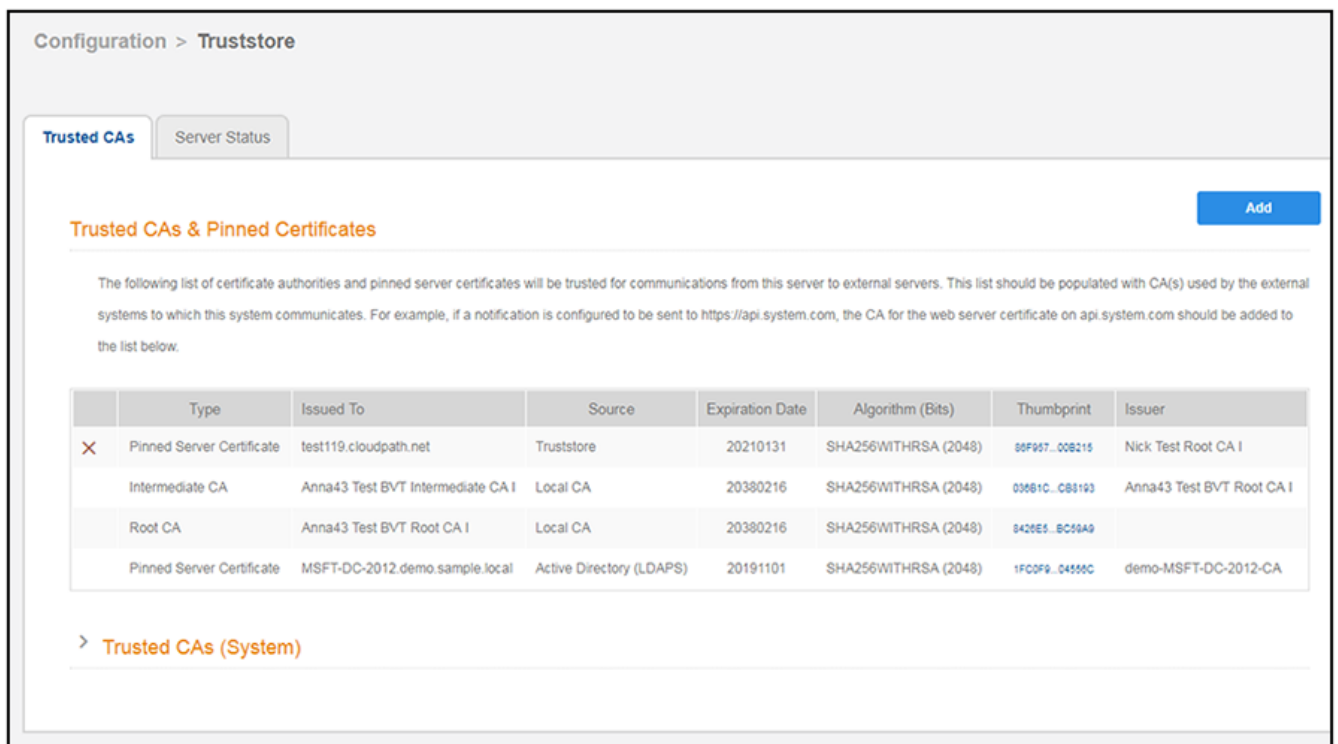 Configuration > Truststore
Trusted CAs Server Status
Add
Trusted CAs & Pinned Certificates
The following list of certificate authorities and pinned server certificates will be trusted for communications from this server to external servers. This list should be populated with CA(s) used by the external
systems to which this system communicates. For example, if a notification is configured to be sent to https://api.system.com, the CA for the web server certificate on api.system.com should be added to
the list below.
Type Issued To Source Expiration Date Algorithm (Bits) Thumbprint Issuer
Pinned Server Certificate test119.cloudpath.net Truststore 20210131 SHA256WITHRSA (2048) Nick Test Root CA I
Intermediate CA Anna43 Test BVT Intermediate CA I Local CA 20380216 SHA256WITHRSA (2048) Anna43 Test BVT Root CA I
Root CA Anna43 Test BVT Root CA I Local CA 20380216 SHA256WITHRSA (2048)
Pinned Server Certificate MSFT-DC-2012.demo.sample.local Active Directory (LDAPS) 20191101 SHA256WITHRSA (2048) demo-MSFT-DC-2012-CA
> Trusted CAs (System)